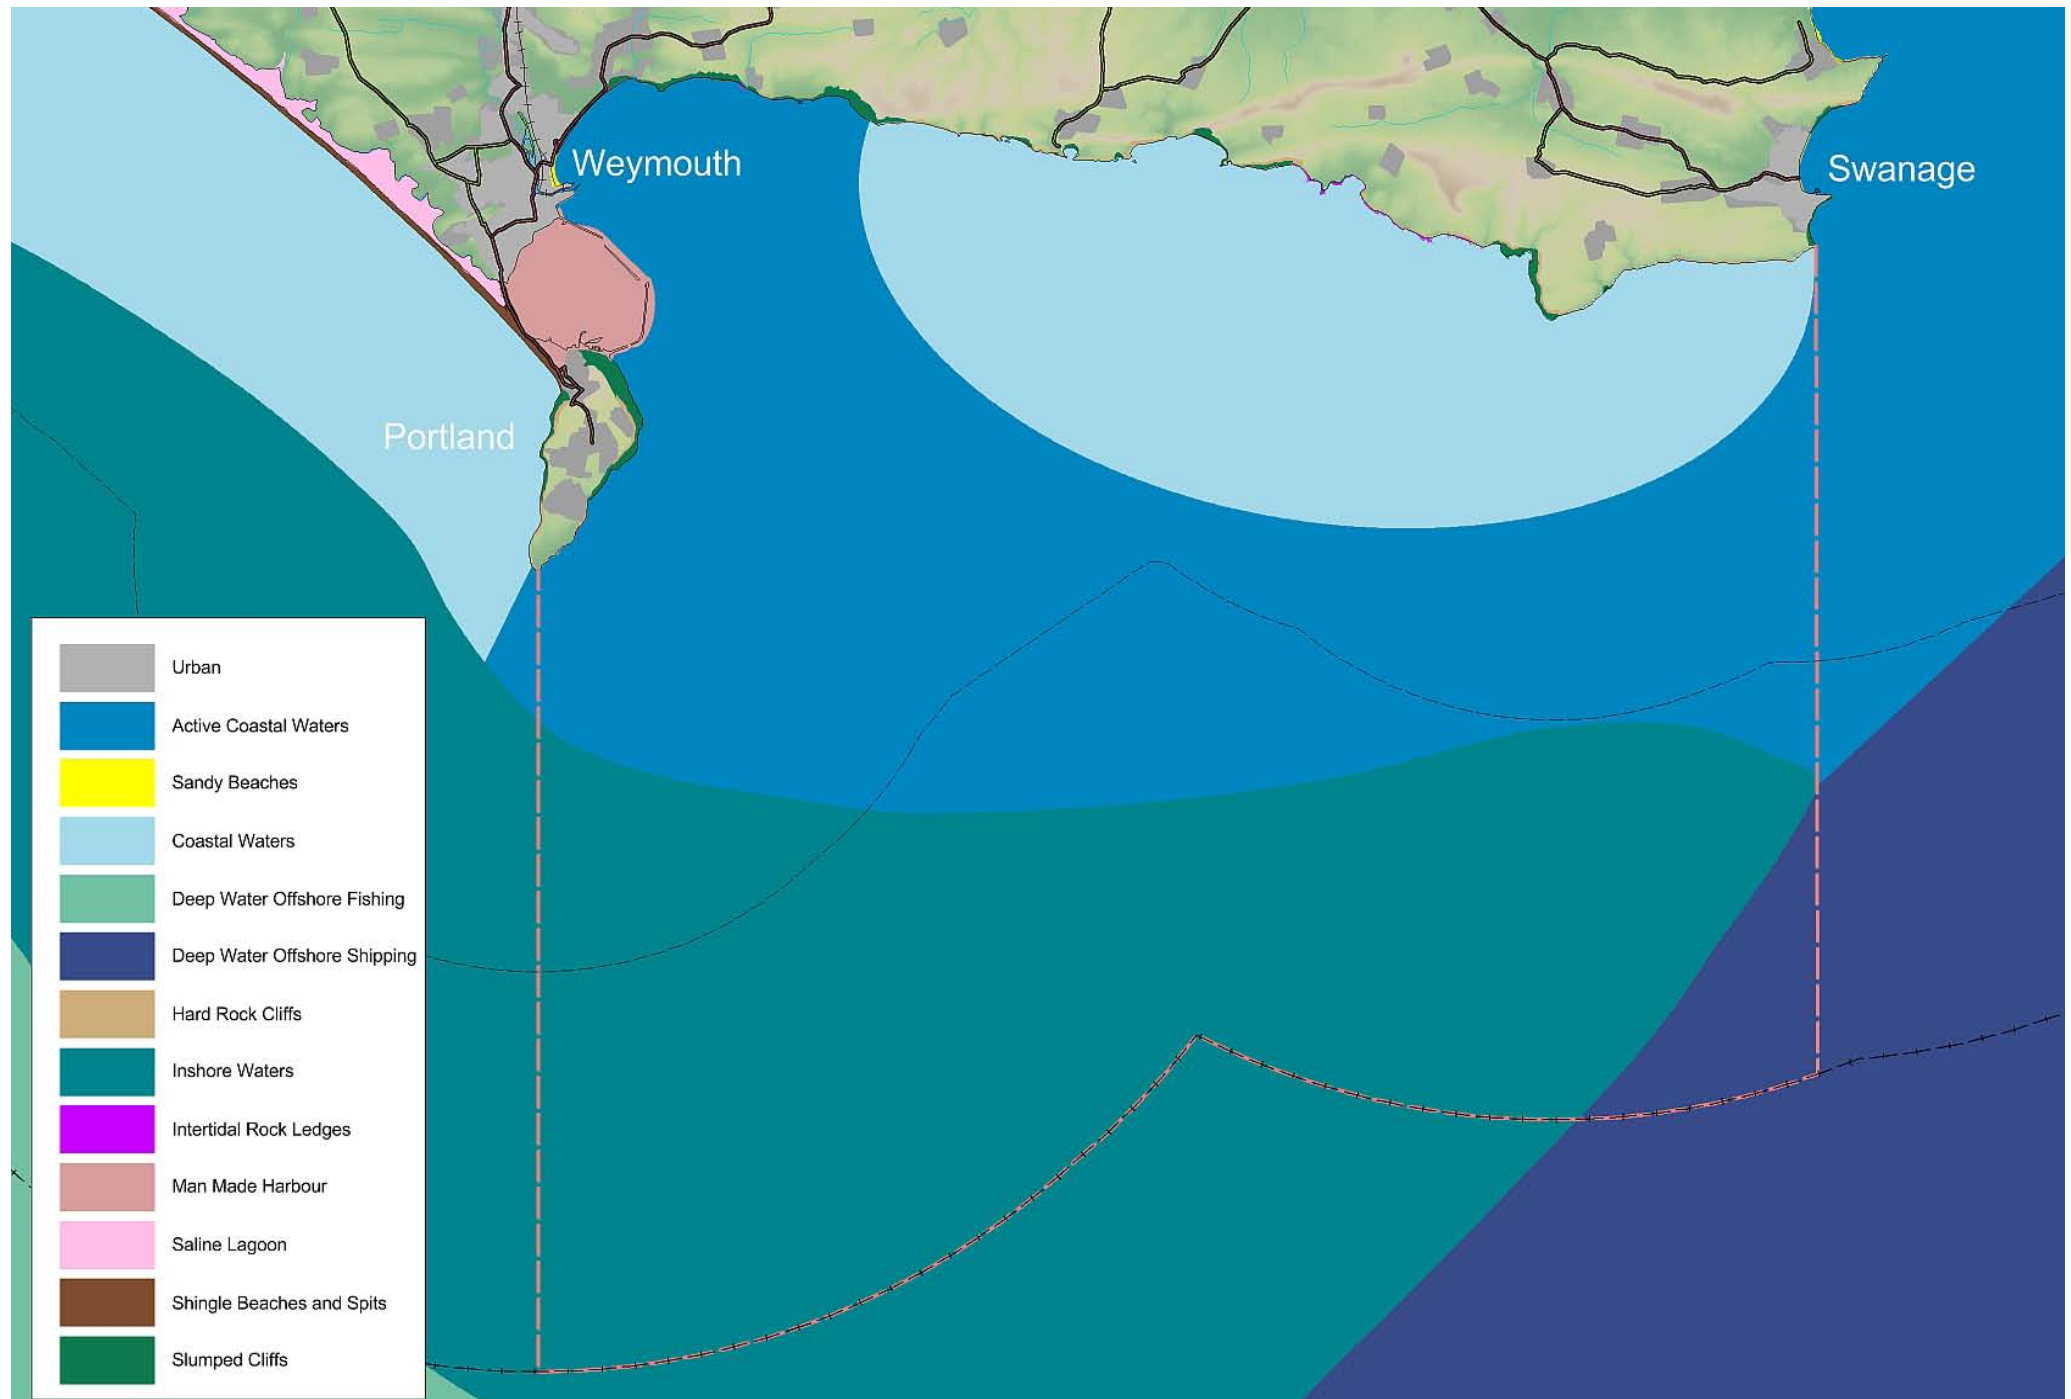 Weymouth
Swanage
Portland
Urban
Active Coastal Waters
Sandy Beaches
Coastal Waters
Deep Water Offshore Fishing
Deep Water Offshore Shipping
Hard Rock Cliffs
Inshore Waters
Intertidal Rock Ledges
Man Made Harbour
Saline Lagoon
Shingle Beaches and Spits
Slumped Cliffs